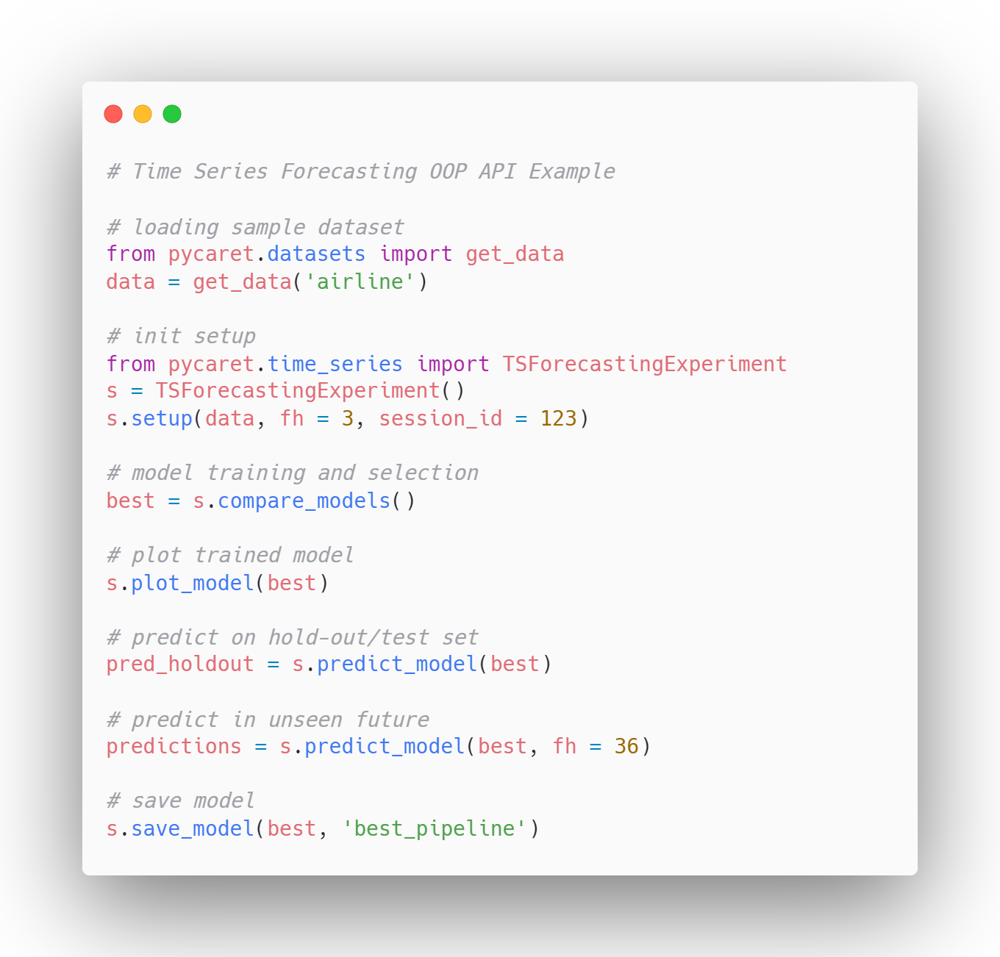 # Time Series Forecasting OOP API Example
# loading sample dataset
from pycaret.datasets import get_data
data = get_data('airline')
# init setup
from pycaret.time_series import TSForecastingExperiment
s = TSForecastingExperiment()
s.setup(data, fh = 3, session_id = 123)
# model training and selection
best = s.compare_models()
# plot trained model
s.plot_model(best)
# predict on hold-out/test set
pred_holdout = s.predict_model(best)
# predict in unseen future
predictions = s.predict_model(best, fh = 36)
# save model
s.save_model(best, 'best_pipeline')